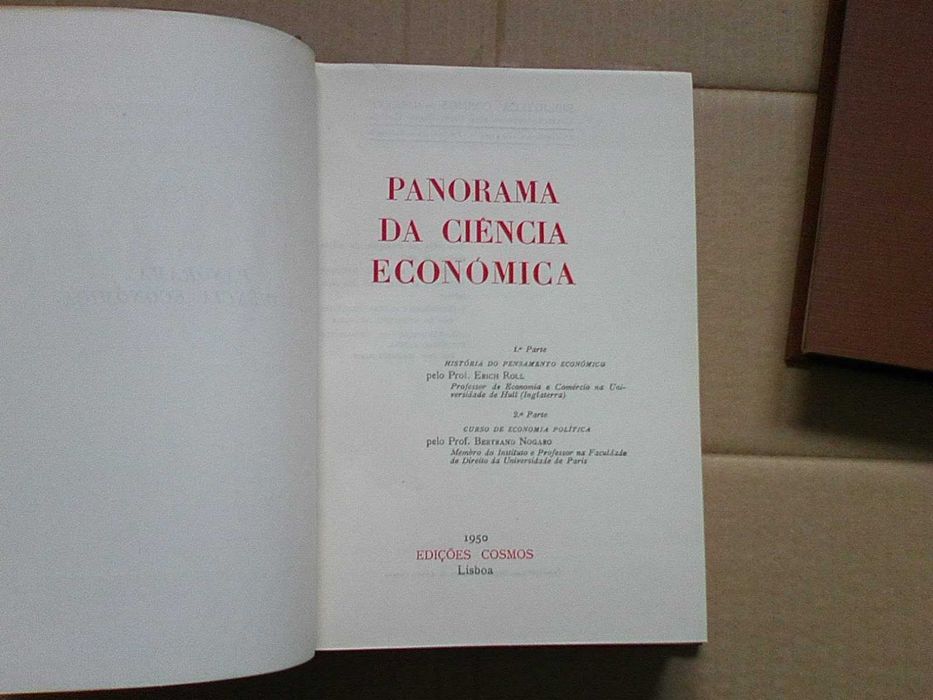 PANORAMA
DA CIÊNCIA
ECONÓMICA
1.ª Parte
HISTÓRIA DO PENSAMENTO ECONÓMICO
pelo Prof. ERICH ROLL
Professor de Economia e Comércio na Uni-
versidade de Hull (Inglaterra)
2.ª Parte
CURSO DE ECONOMIA POLÍTICA
pelo Prof. BERTRAND NOGARO
Membro do Instituto e Professor na Faculdade
de Direito da Universidade de Paris
1950
EDIÇÕES COSMOS
Lisboa